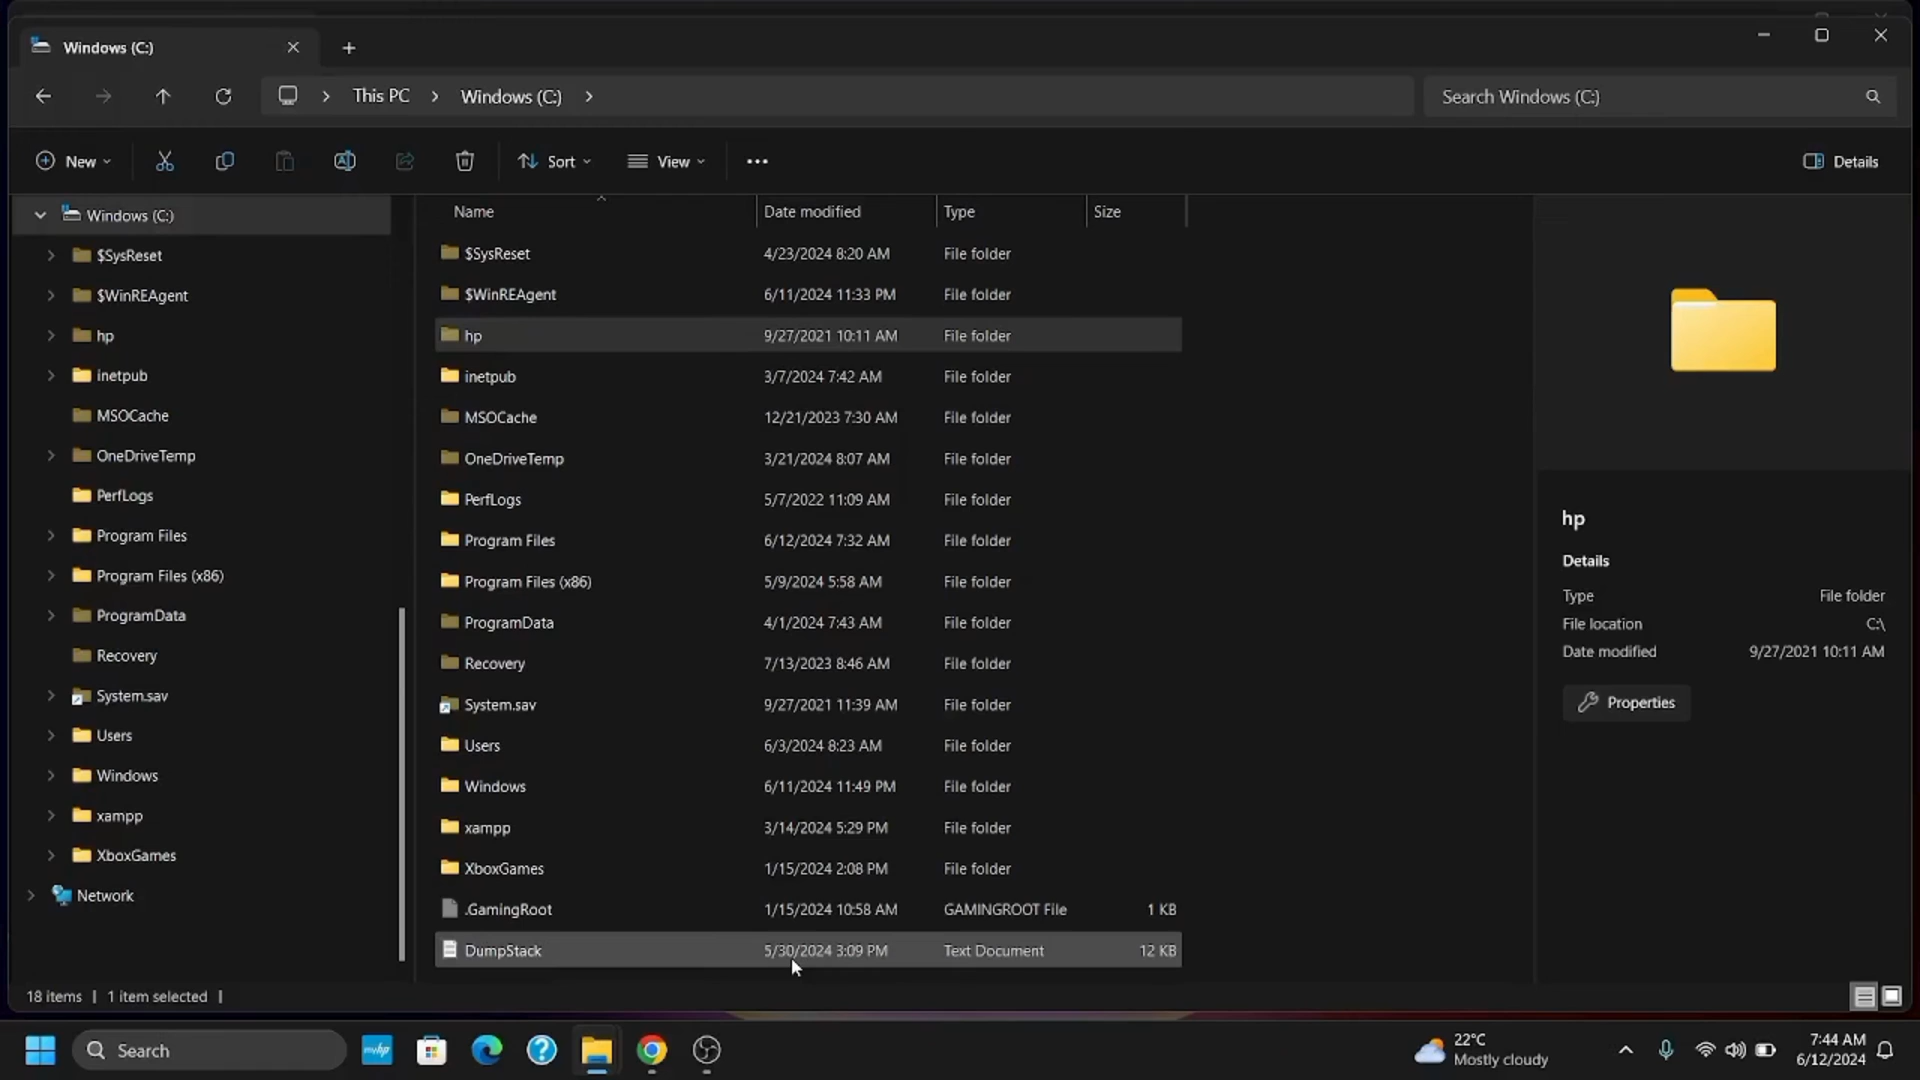 Windows (C:)
This PC > Windows (C:) >
Search Windows (C:)
New
Sort
View
Details
Windows (C:)
$SysReset
$WinREAgent
hp
inetpub
MSOCache
OneDriveTemp
PerfLogs
Program Files
Program Files (x86)
ProgramData
Recovery
System.sav
Users
Windows
xampp
XboxGames
Network
Name Date modified Type Size
$SysReset 4/23/2024 8:20 AM File folder
$WinREAgent 6/11/2024 11:33 PM File folder
hp 9/27/2021 10:11 AM File folder
inetpub 3/7/2024 7:42 AM File folder
MSOCache 12/21/2023 7:30 AM File folder
OneDriveTemp 3/21/2024 8:07 AM File folder
PerfLogs 5/7/2022 11:09 AM File folder
Program Files 6/12/2024 7:32 AM File folder
Program Files (x86) 5/9/2024 5:58 AM File folder
ProgramData 4/1/2024 7:43 AM File folder
Recovery 7/13/2023 8:46 AM File folder
System.sav 9/27/2021 11:39 AM File folder
Users 6/3/2024 8:23 AM File folder
Windows 6/11/2024 11:49 PM File folder
xampp 3/14/2024 5:29 PM File folder
XboxGames 1/15/2024 2:08 PM File folder
.GamingRoot 1/15/2024 10:58 AM GAMINGROOT File 1 KB
DumpStack 5/30/2024 3:09 PM Text Document 12 KB
hp
Details
Type File folder
File location C:\
Date modified 9/27/2021 10:11 AM
Properties
18 items | 1 item selected |
Search
myhp
22°C
Mostly cloudy
7:44 AM
6/12/2024